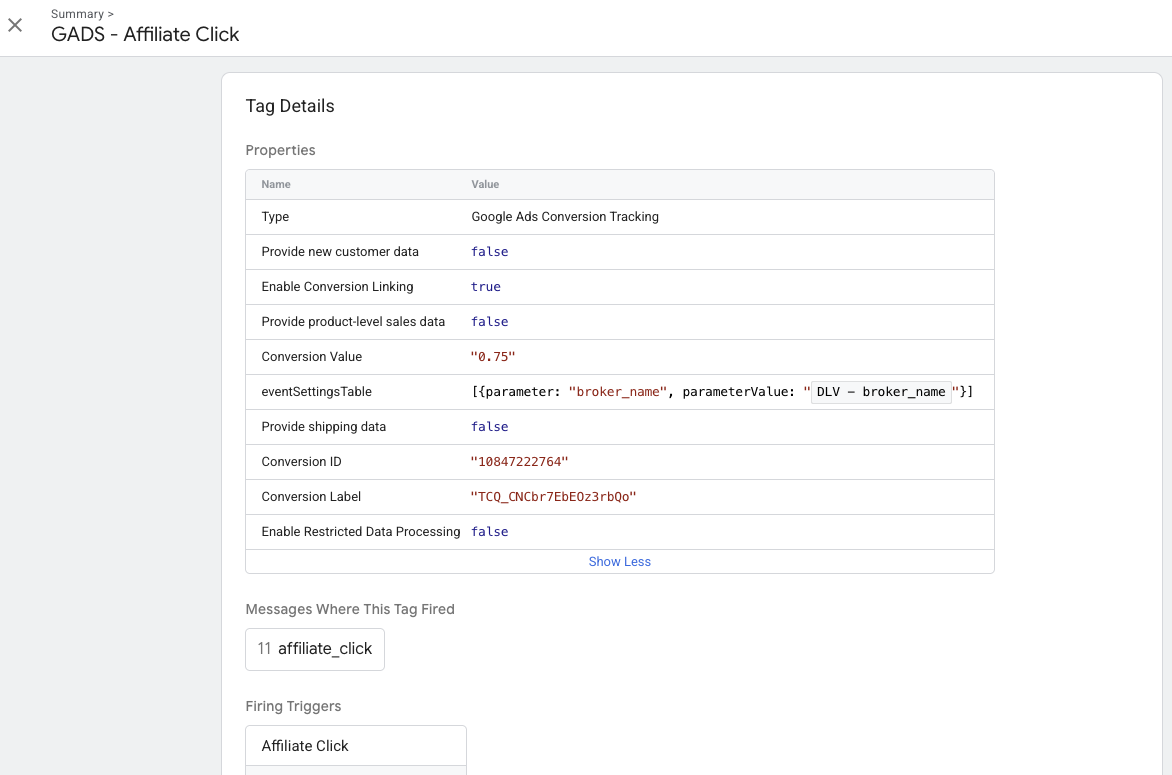 Summary >
GADS - Affiliate Click
Tag Details
Properties
Name Value
Type Google Ads Conversion Tracking
Provide new customer data false
Enable Conversion Linking true
Provide product-level sales data false
Conversion Value "0.75"
eventSettingsTable [{parameter: "broker_name", parameterValue: "DLV - broker_name"}]
Provide shipping data false
Conversion ID "10847222764"
Conversion Label "TCQ_CNCbr7EbEOz3rbQo"
Enable Restricted Data Processing false
Show Less
Messages Where This Tag Fired
11 affiliate_click
Firing Triggers
Affiliate Click